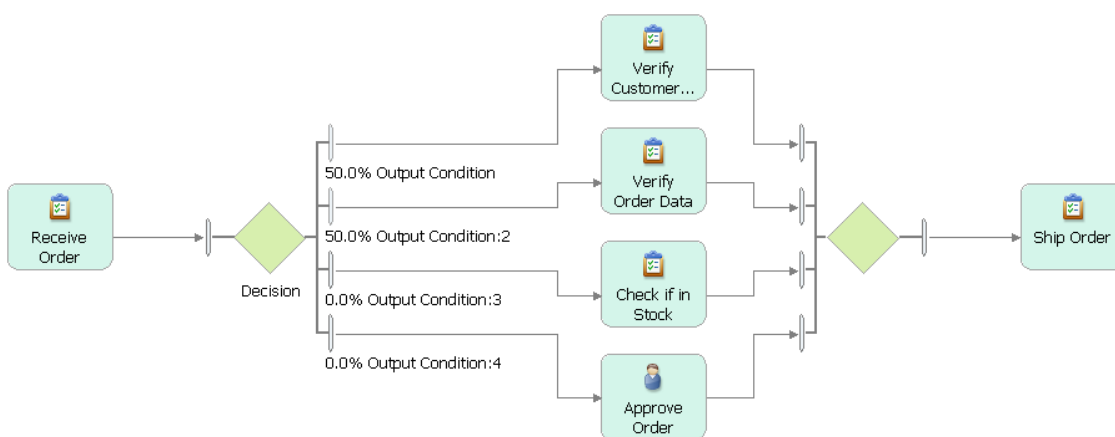 Receive
Order
Decision
50.0% Output Condition
50.0% Output Condition:2
0.0% Output Condition:3
0.0% Output Condition:4
Verify
Customer...
Verify
Order Data
Check if in
Stock
Approve
Order
Ship Order